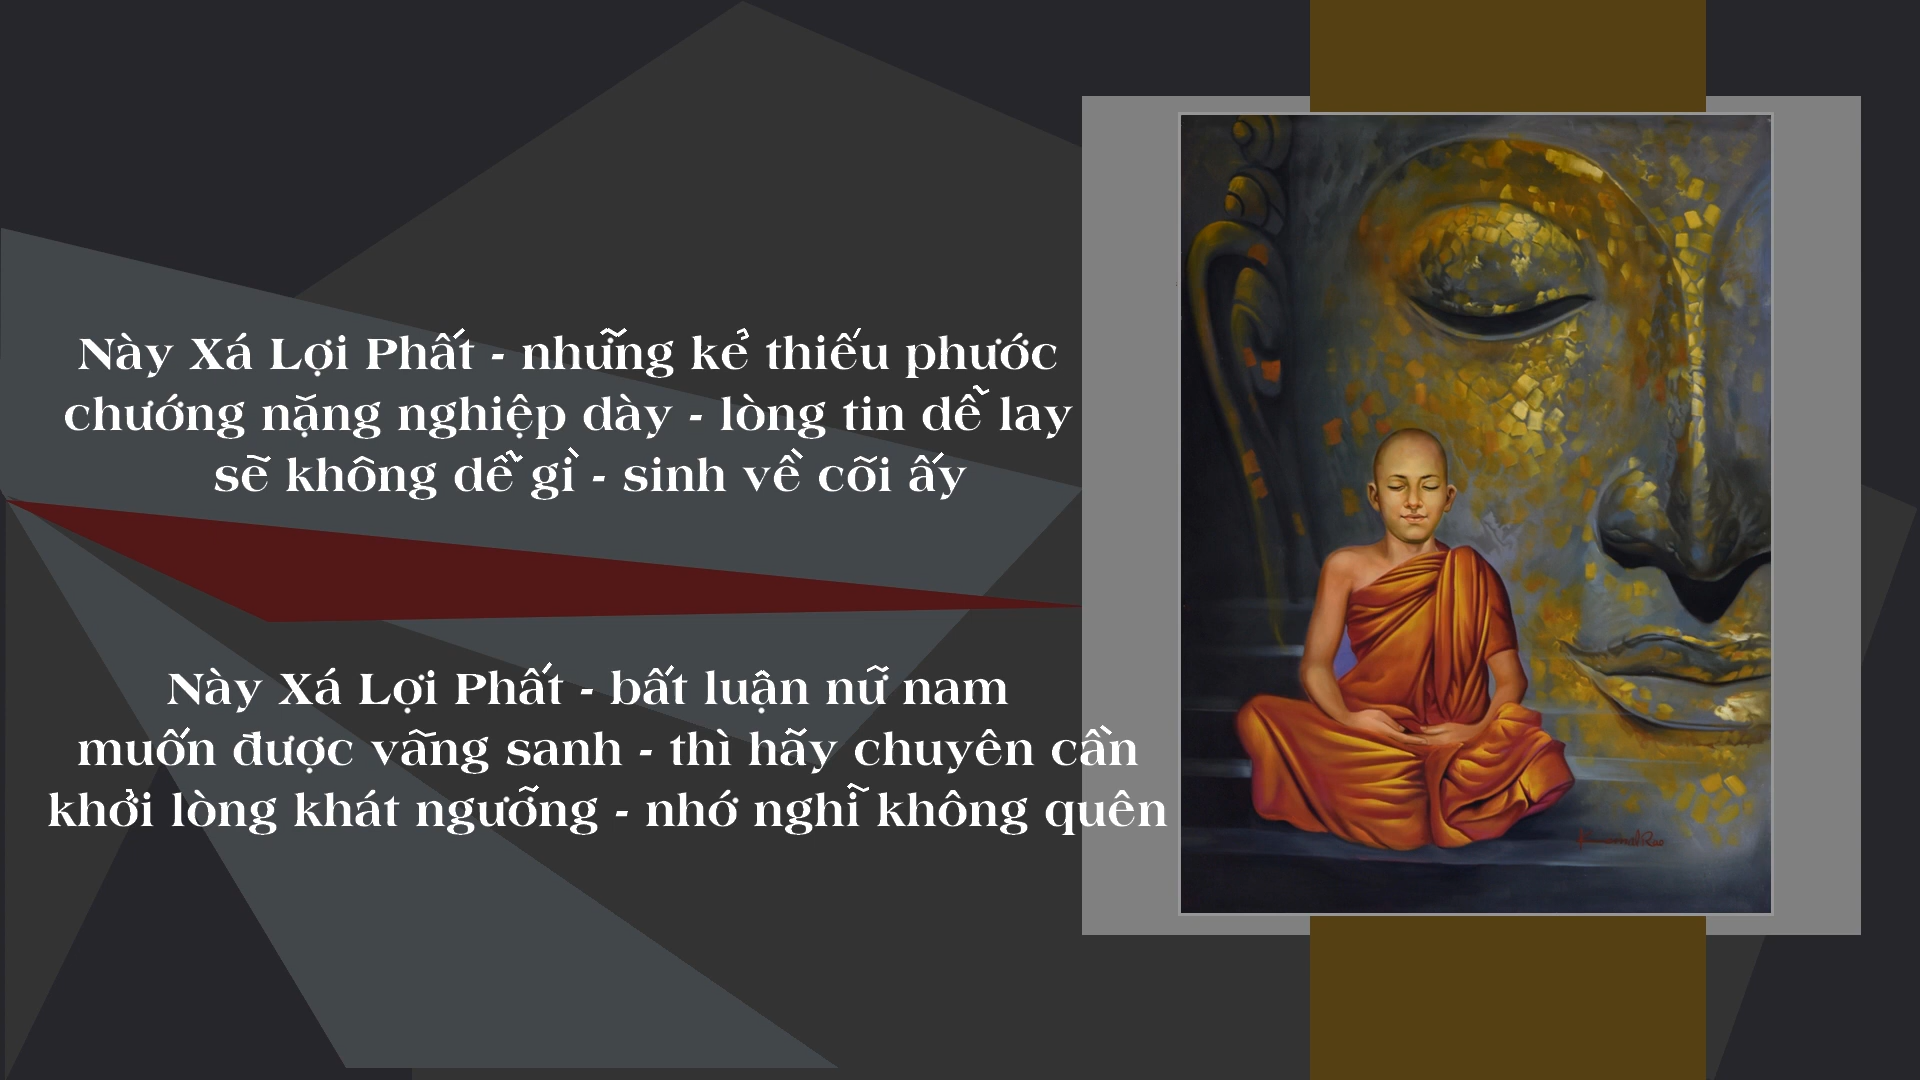 Này Xá Lợi Phất - những kẻ thiếu phước
chướng nặng nghiệp dày - lòng tin dễ lay
sẽ không dễ gì - sinh về cõi ấy
Này Xá Lợi Phất - bất luận nữ nam
muốn được vãng sanh - thì hãy chuyên cần
khởi lòng khát ngưỡng - nhớ nghĩ không quên